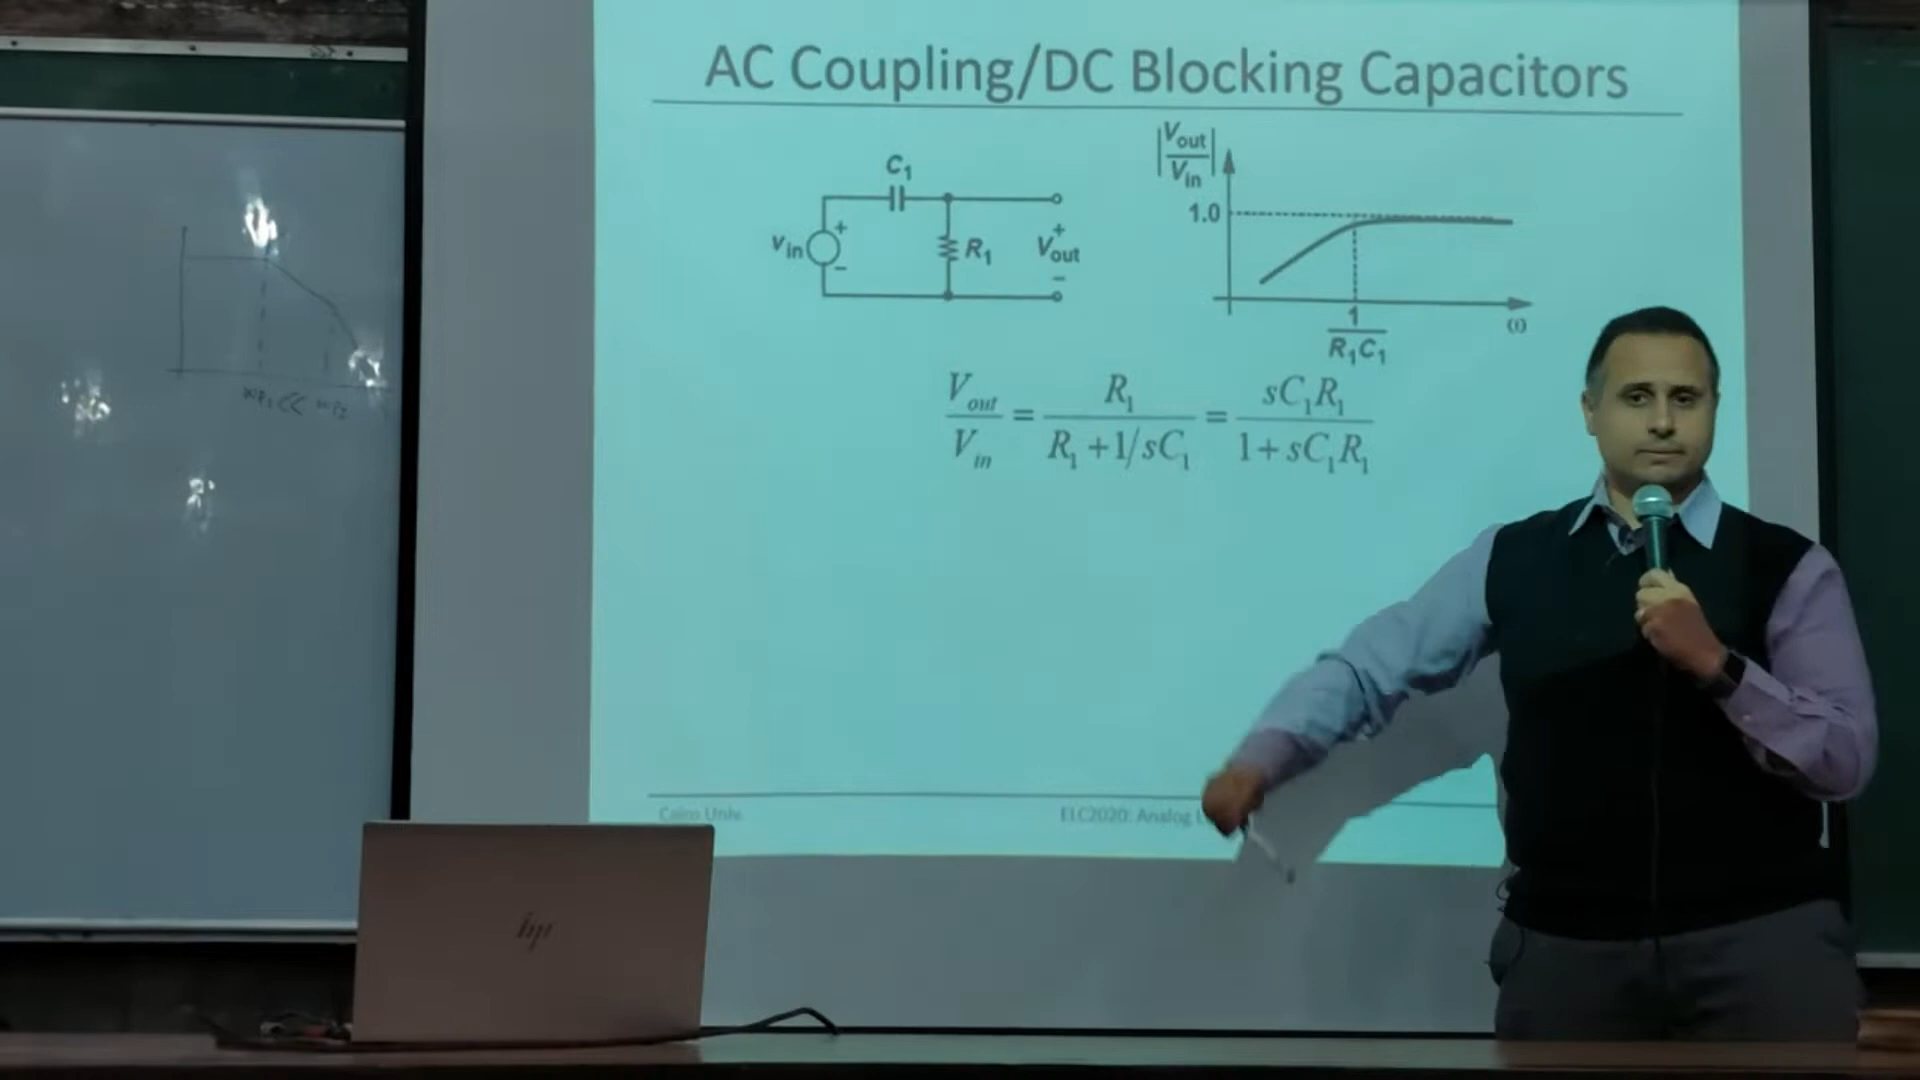 AC Coupling/DC Blocking Capacitors
C₁
Vin
+
-
R₁
+
Vout
-
|Vout/Vin|
1.0
1/R₁C₁
ω
Vout/Vin = R₁/(R₁+1/sC₁) = sC₁R₁/(1+sC₁R₁)
Cairo Univ.
ELC2020: Analog
hp